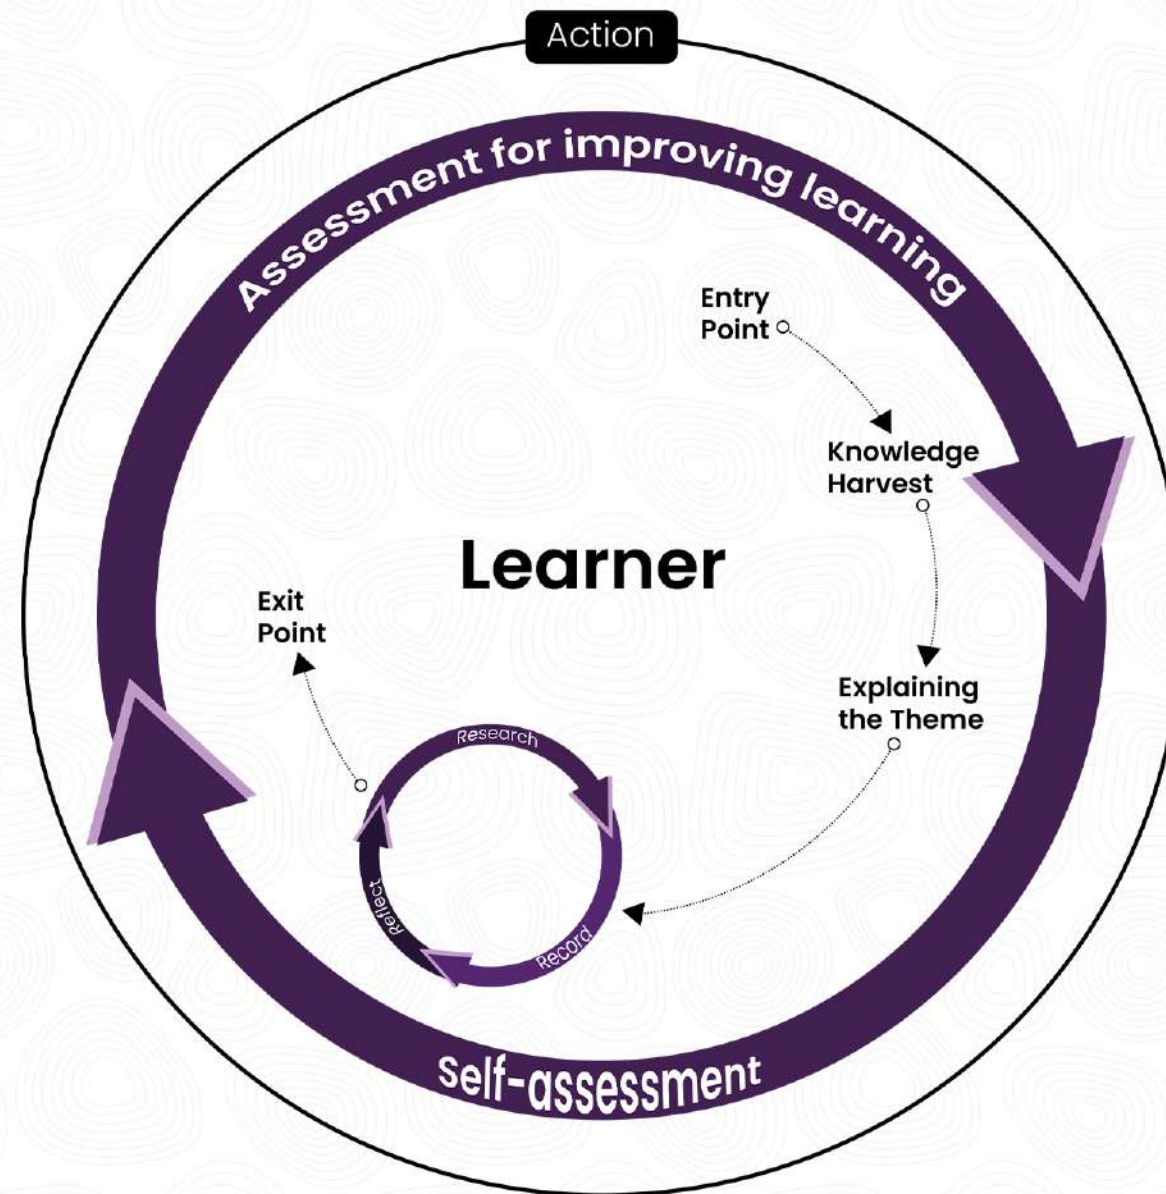 Action
Assessment for improving learning
Entry
Point
Knowledge
Harvest
Learner
Explaining
the Theme
Exit
Point
Research
Record
Reflect
Self-assessment